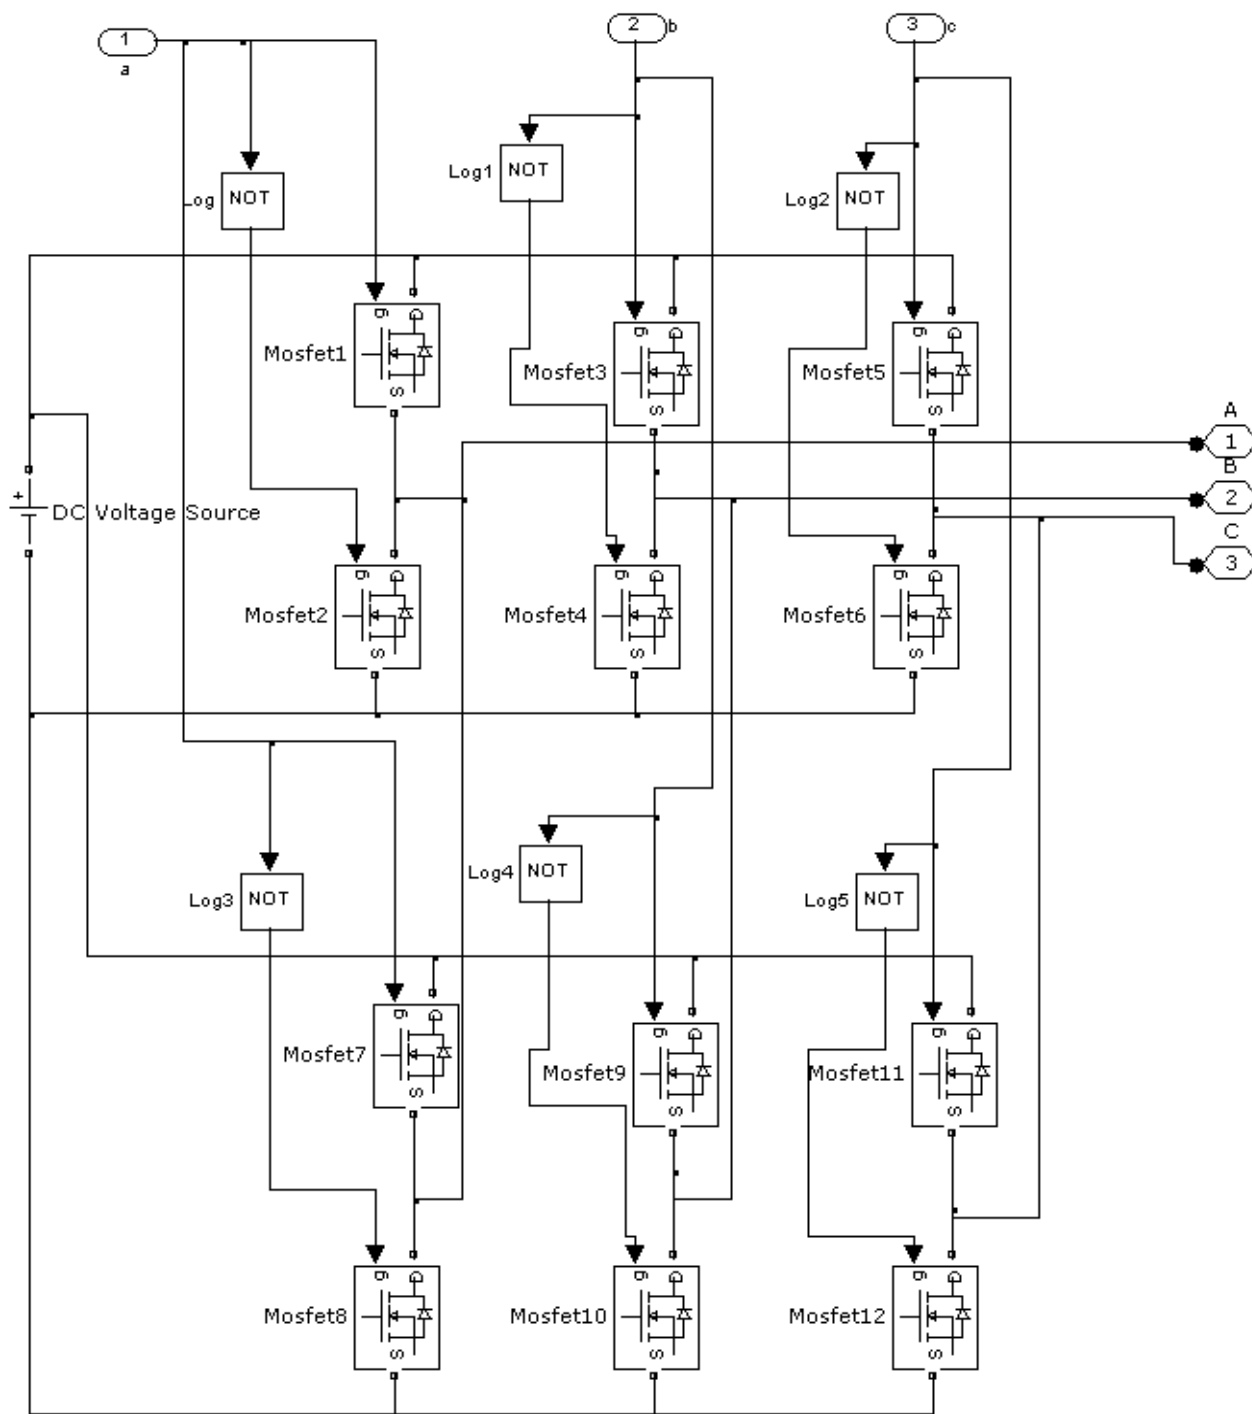 1
a
2
b
3
c
Log
NOT
Log1
NOT
Log2
NOT
g
D
S
Mosfet1
g
D
S
Mosfet3
g
D
S
Mosfet5
A
1
B
2
C
3
+
DC Voltage Source
g
D
S
Mosfet2
g
D
S
Mosfet4
g
D
S
Mosfet6
Log3
NOT
Log4
NOT
Log5
NOT
g
D
S
Mosfet7
g
D
S
Mosfet9
g
D
S
Mosfet11
g
D
S
Mosfet8
g
D
S
Mosfet10
g
D
S
Mosfet12